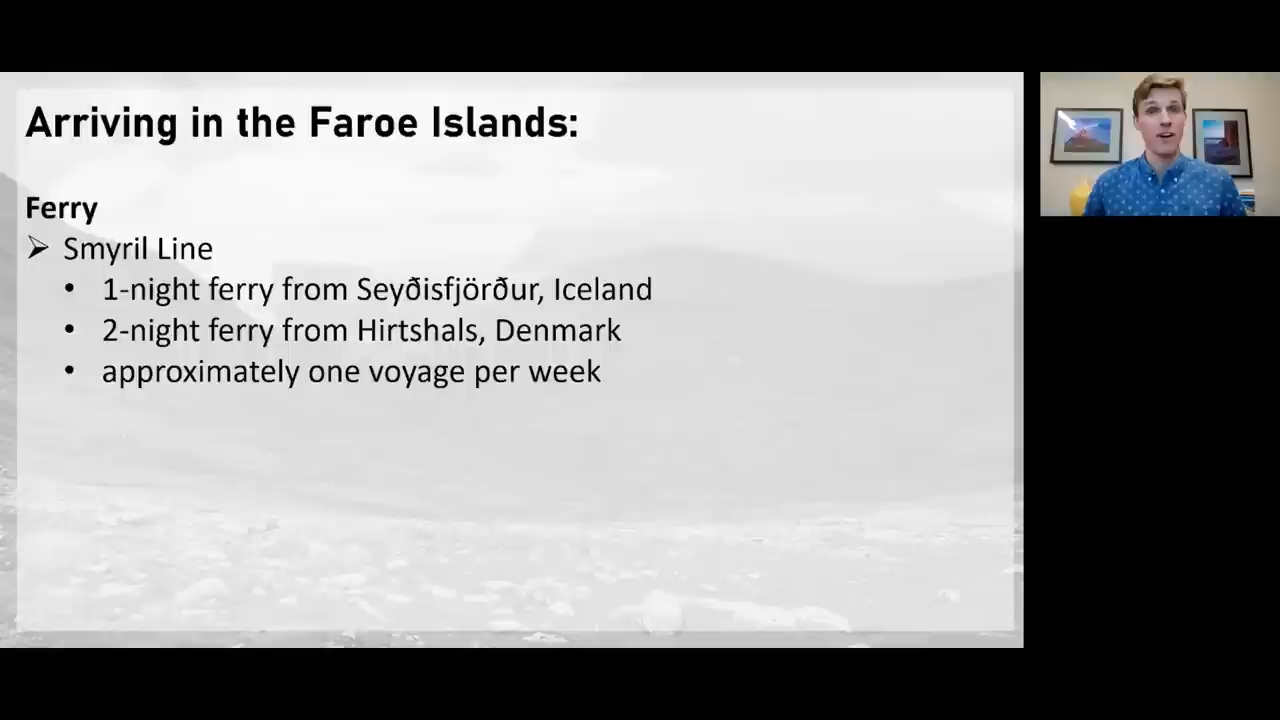 Arriving in the Faroe Islands:
Ferry
➢ Smyril Line
• 1-night ferry from Seyðisfjörður, Iceland
• 2-night ferry from Hirtshals, Denmark
• approximately one voyage per week